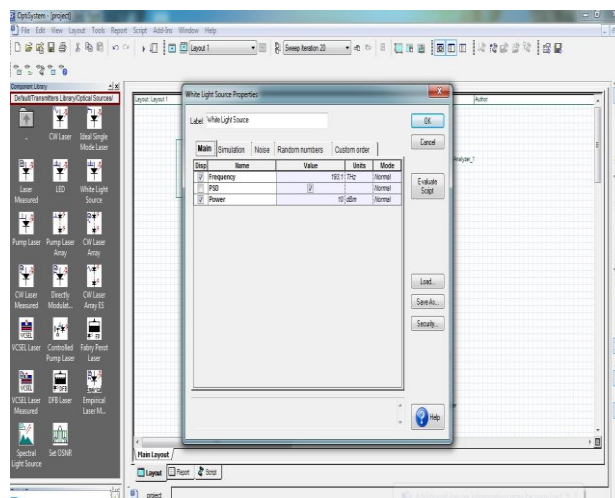 OptiSystem - [project]
File Edit View Layout Tools Report Script Add-Ins Window Help
Layout 1
Sweep Iteration 20
Component Library
Default/Transmitters Library/Optical Sources/
CW Laser
Ideal Single Mode Laser
Laser Measured
LED
White Light Source
Pump Laser
Pump Laser Array
CW Laser Array
CW Laser Measured
Directly Modulat...
CW Laser Array ES
VCSEL Laser
Controlled Pump Laser
Fabry Perot Laser
VCSEL Laser Measured
DFB Laser
Empirical Laser M...
Spectral Light Source
Set OSNR
Layout: Layout 1
Author
Analyzer_1
White Light Source Properties
Label: White Light Source
OK
Cancel
Evaluate Script
Load...
Save As...
Security...
Help
Main Simulation Noise Random numbers Custom order
Disp Name Value Units Mode
Frequency 193.1 THz Normal
PSD Normal
Power 10 dBm Normal
Main Layout
Layout Report Script
project